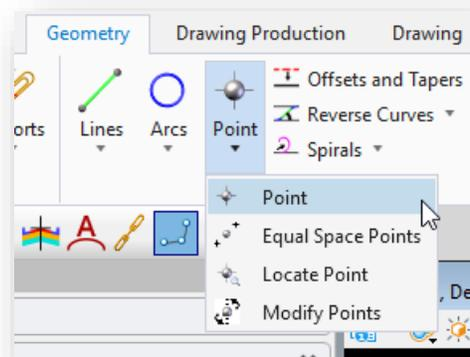 Geometry Drawing Production Drawing
Offsets and Tapers
orts Lines Arcs Point Reverse Curves
Spirals
Point
Equal Space Points
Locate Point
, De
Modify Points